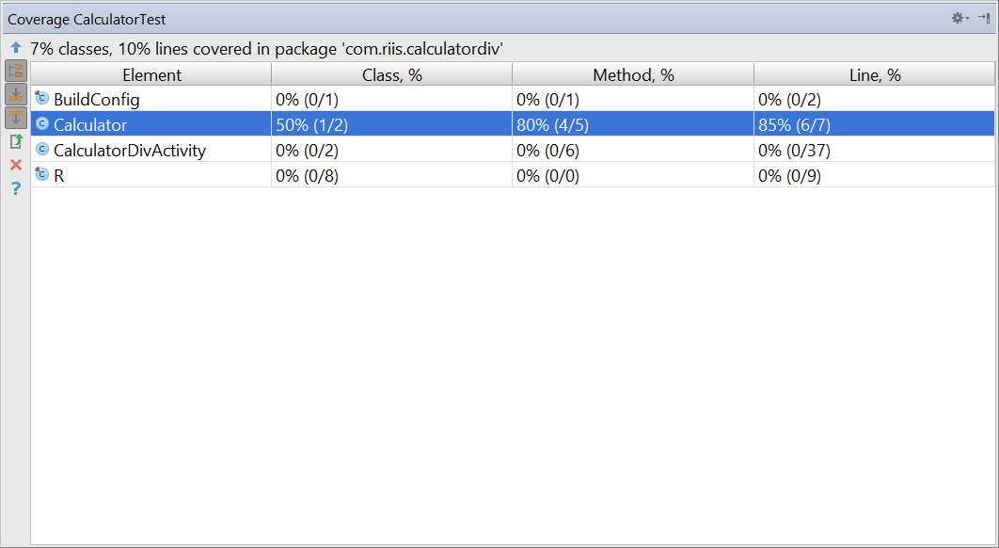 Coverage CalculatorTest
7% classes, 10% lines covered in package 'com.riis.calculatordiv'
Element Class, % Method, % Line, %
BuildConfig 0% (0/1) 0% (0/1) 0% (0/2)
Calculator 50% (1/2) 80% (4/5) 85% (6/7)
CalculatorDivActivity 0% (0/2) 0% (0/6) 0% (0/37)
R 0% (0/8) 0% (0/0) 0% (0/9)